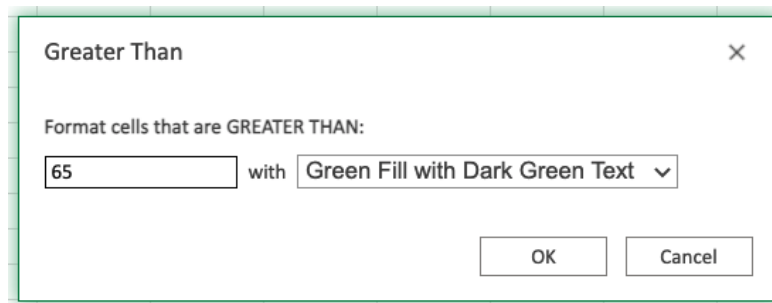 Greater Than
Format cells that are GREATER THAN:
65 with Green Fill with Dark Green Text
OK Cancel